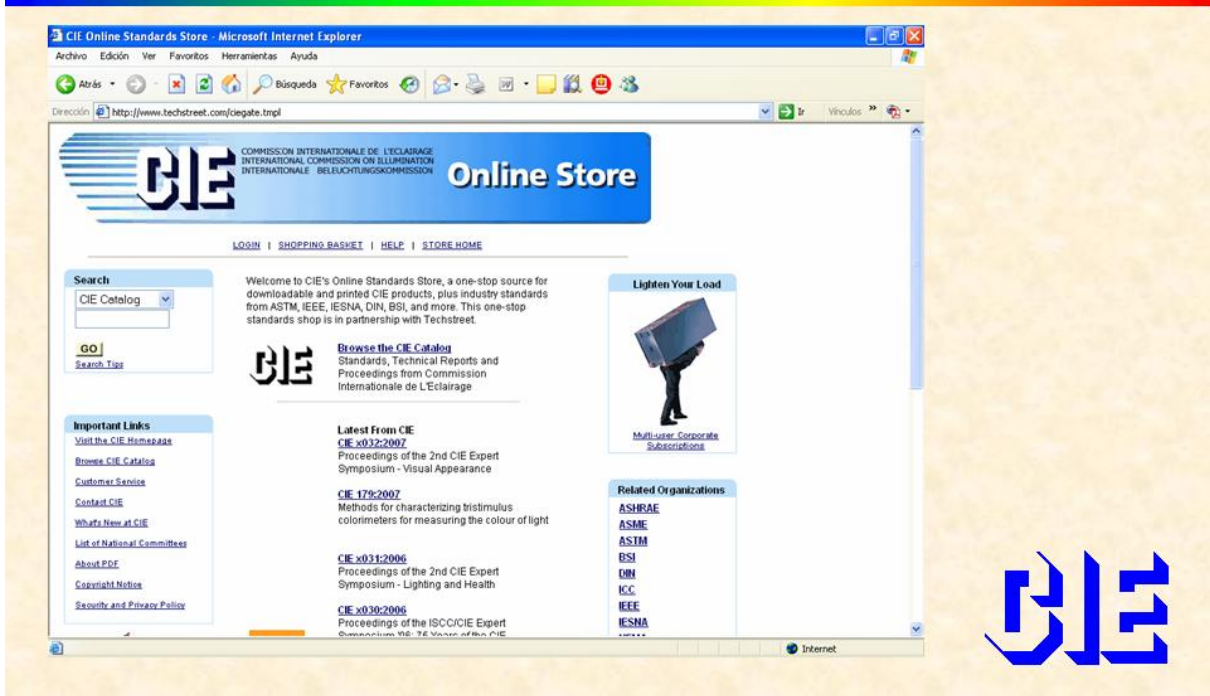 CIE Online Standards Store - Microsoft Internet Explorer
Archivo Edición Ver Favoritos Herramientas Ayuda
Atrás Búsqueda Favoritos
Dirección http://www.techstreet.com/ciegate.tmpl Ir Vínculos »
CIE
COMMISSION INTERNATIONALE DE L'ECLAIRAGE
INTERNATIONAL COMMISSION ON ILLUMINATION
INTERNATIONALE BELEUCHTUNGSKOMMISSION
Online Store
LOGIN | SHOPPING BASKET | HELP | STORE HOME
Search
CIE Catalog
GO
Search Tips
Important Links
Visit the CIE Homepage
Browse CIE Catalog
Customer Service
Contact CIE
What's New at CIE
List of National Committees
About PDF
Copyright Notice
Security and Privacy Policy
Welcome to CIE's Online Standards Store, a one-stop source for
downloadable and printed CIE products, plus industry standards
from ASTM, IEEE, IESNA, DIN, BSI, and more. This one-stop
standards shop is in partnership with Techstreet.
CIE
Browse the CIE Catalog
Standards, Technical Reports and
Proceedings from Commission
Internationale de L'Eclairage
Latest From CIE
CIE x032:2007
Proceedings of the 2nd CIE Expert
Symposium - Visual Appearance
CIE 179:2007
Methods for characterizing tristimulus
colorimeters for measuring the colour of light
CIE x031:2006
Proceedings of the 2nd CIE Expert
Symposium - Lighting and Health
CIE x030:2006
Proceedings of the ISCC/CIE Expert
Symposium '06: 75 Years of the CIE
Lighten Your Load
Multi-user Corporate
Subscriptions
Related Organizations
ASHRAE
ASME
ASTM
BSI
DIN
ICC
IEEE
IESNA
Internet
CIE